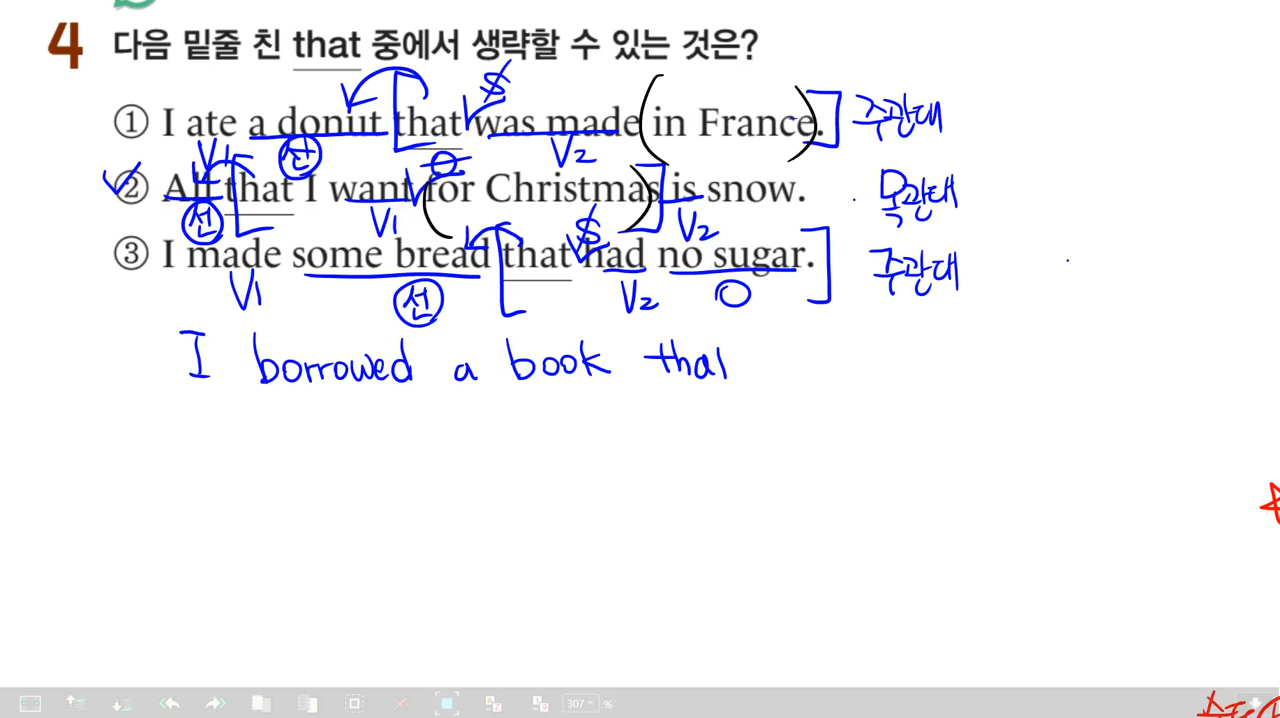 4 다음 밑줄 친 that 중에서 생략할 수 있는 것은?
① I ate a donut that was made in France. 주관대
선 $ V2
② All that I want for Christmas is snow. 목관대
선 V1 V2
③ I made some bread that had no sugar. 주관대
V1 선 $ V2 O
I borrowed a book that
307 %